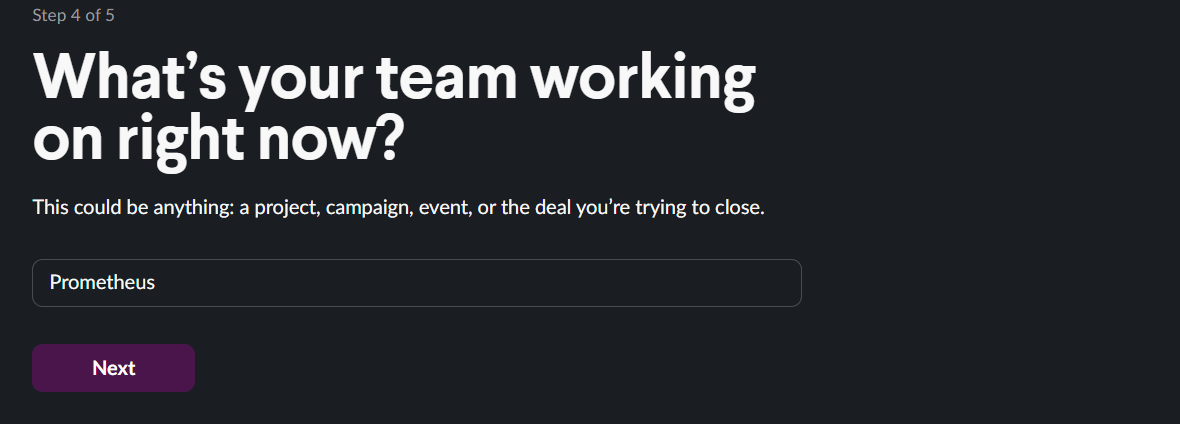 Step 4 of 5
What’s your team working
on right now?
This could be anything: a project, campaign, event, or the deal you’re trying to close.
Prometheus
Next